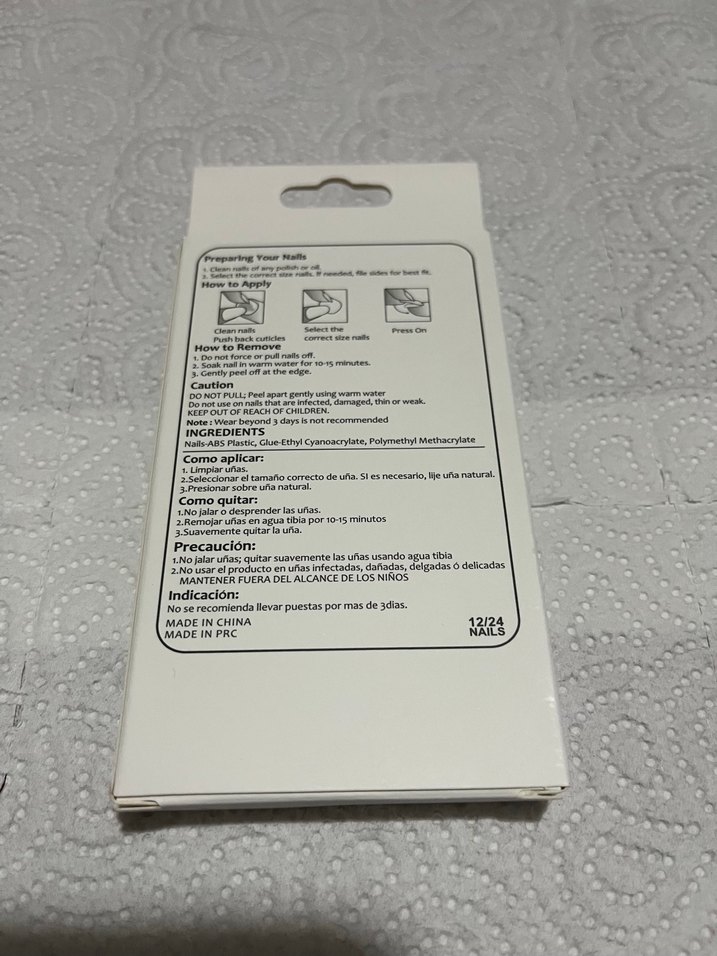 Preparing Your Nails
1. Clean nails of any polish or oil.
2. Select the correct size nails. If needed, file sides for best fit.
How to Apply
Clean nails
Push back cuticles
Select the
correct size nails
Press On
How to Remove
1. Do not force or pull nails off.
2. Soak nail in warm water for 10-15 minutes.
3. Gently peel off at the edge.
Caution
DO NOT PULL; Peel apart gently using warm water
Do not use on nails that are infected, damaged, thin or weak.
KEEP OUT OF REACH OF CHILDREN.
Note : Wear beyond 3 days is not recommended
INGREDIENTS
Nails-ABS Plastic, Glue-Ethyl Cyanoacrylate, Polymethyl Methacrylate
Como aplicar:
1. Limpiar uñas.
2.Seleccionar el tamaño correcto de uña. SI es necesario, lije uña natural.
3.Presionar sobre uña natural.
Como quitar:
1.No jalar o desprender las uñas.
2.Remojar uñas en agua tibia por 10-15 minutos
3.Suavemente quitar la uña.
Precaución:
1.No jalar uñas; quitar suavemente las uñas usando agua tibia
2.No usar el producto en uñas infectadas, dañadas, delgadas ó delicadas
MANTENER FUERA DEL ALCANCE DE LOS NIÑOS
Indicación:
No se recomienda llevar puestas por mas de 3dias.
MADE IN CHINA
MADE IN PRC
12/24
NAILS